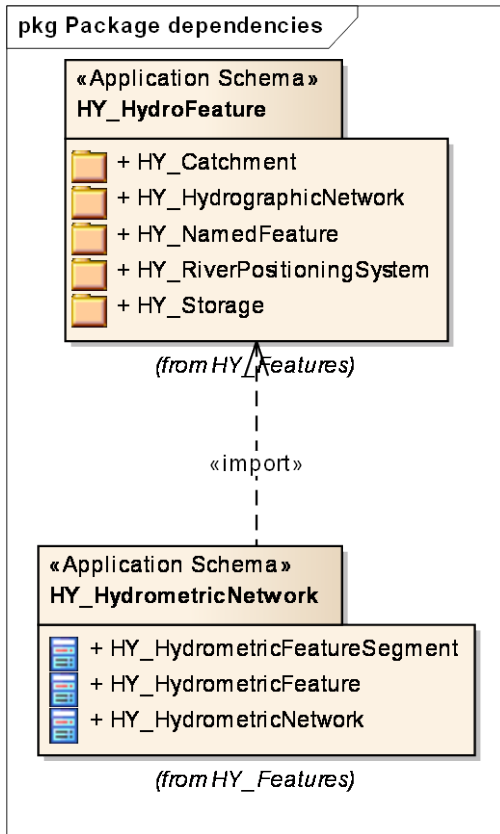 pkg Package dependencies
«Application Schema»
HY_HydroFeature
+ HY_Catchment
+ HY_HydrographicNetwork
+ HY_NamedFeature
+ HY_RiverPositioningSystem
+ HY_Storage
(from HY_Features)
«import»
«Application Schema»
HY_HydrometricNetwork
+ HY_HydrometricFeatureSegment
+ HY_HydrometricFeature
+ HY_HydrometricNetwork
(from HY_Features)